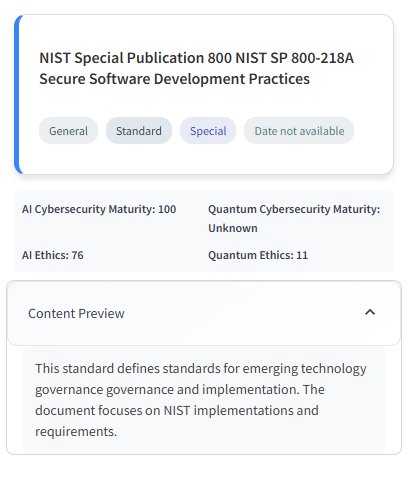 NIST Special Publication 800 NIST SP 800-218A
Secure Software Development Practices
General Standard Special Date not available
AI Cybersecurity Maturity: 100
Quantum Cybersecurity Maturity:
Unknown
AI Ethics: 76
Quantum Ethics: 11
Content Preview
This standard defines standards for emerging technology
governance governance and implementation. The
document focuses on NIST implementations and
requirements.